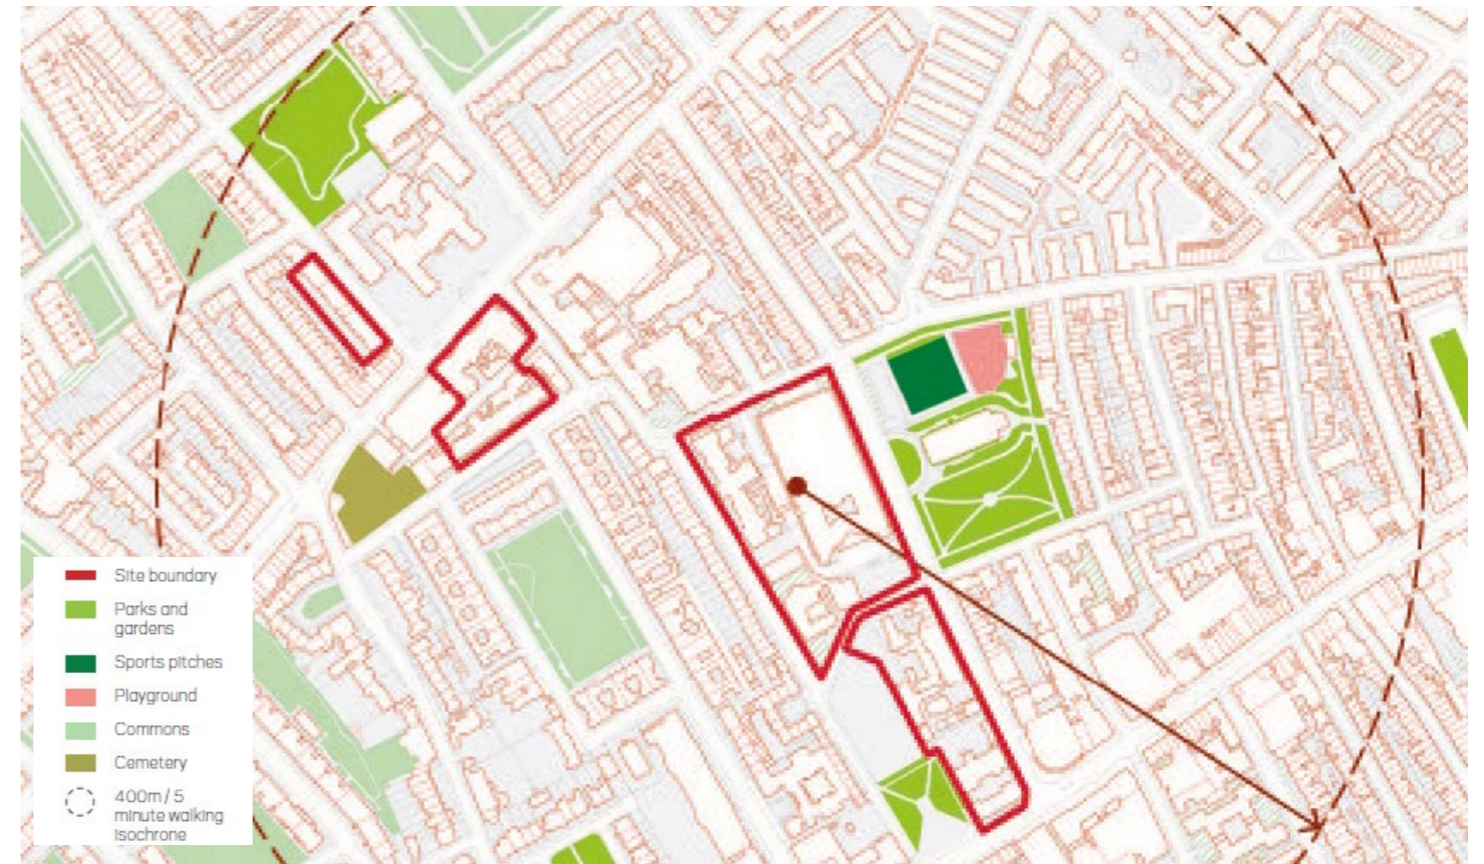 Site boundary
Parks and
gardens
Sports pitches
Playground
Commons
Cemetery
400m / 5
minute walking
isochrone